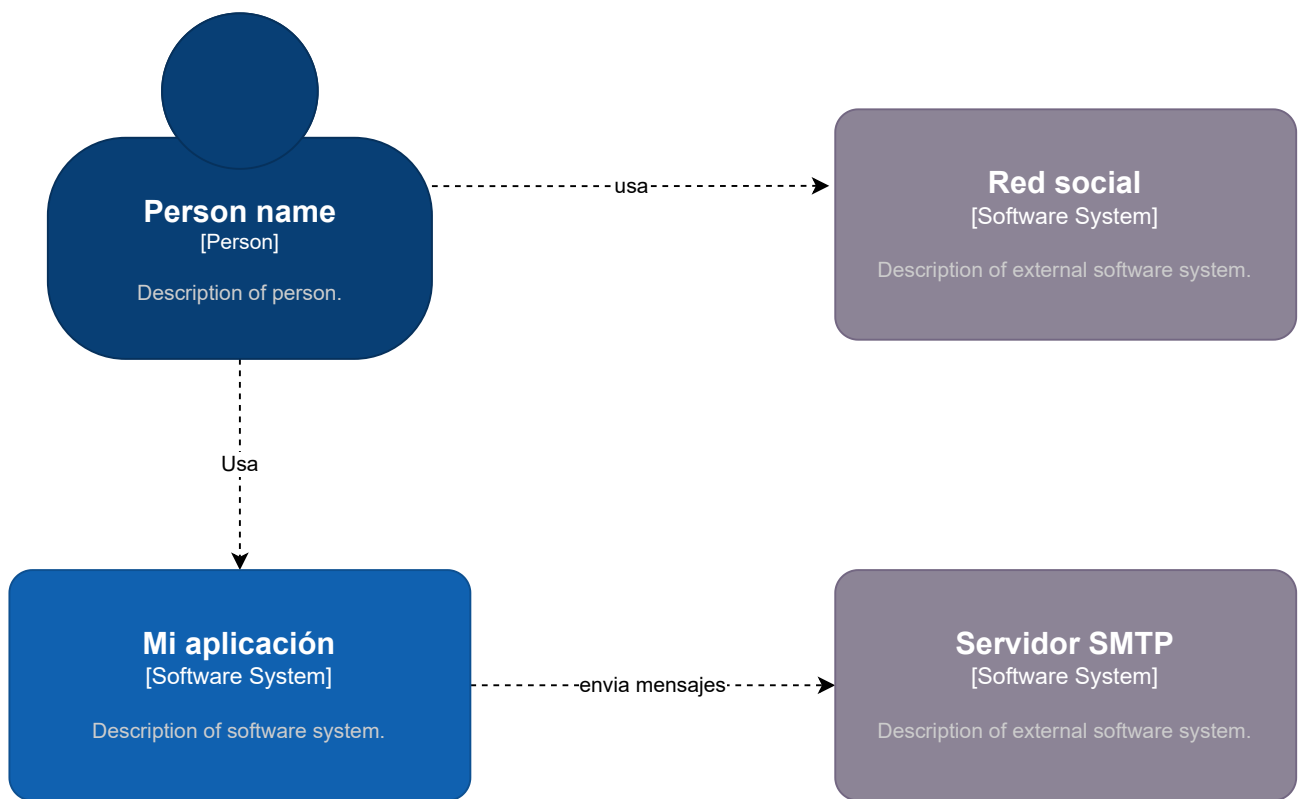 Person name
[Person]
Description of person.
usa
Red social
[Software System]
Description of external software system.
Usa
Mi aplicación
[Software System]
Description of software system.
envia mensajes
Servidor SMTP
[Software System]
Description of external software system.